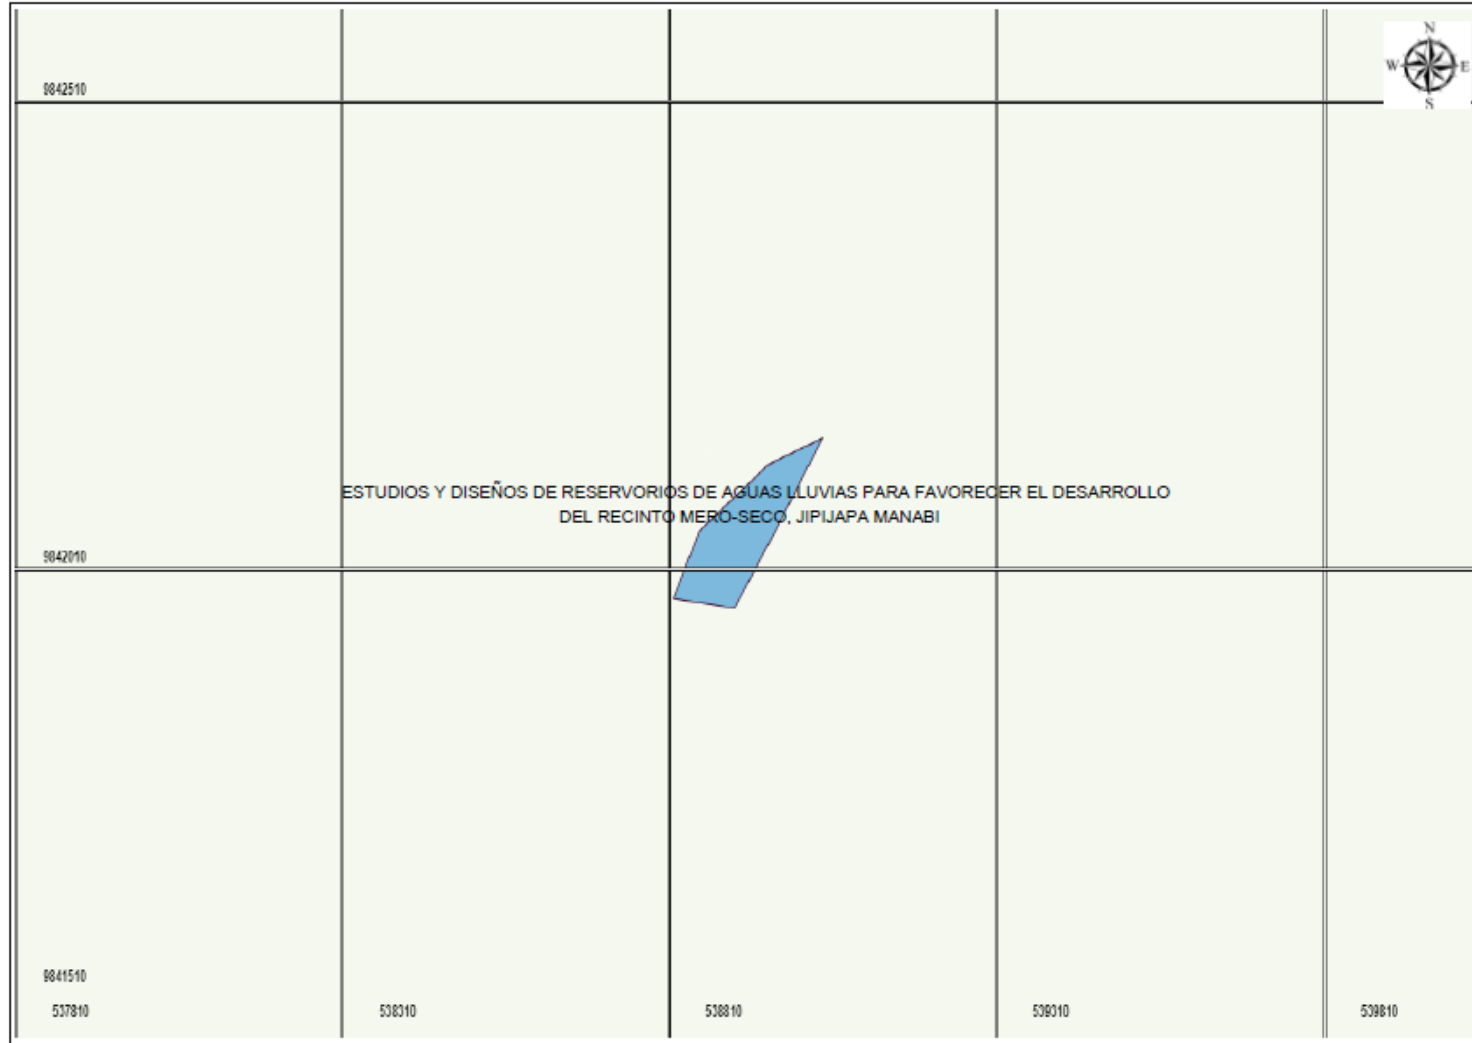 N
W E
S
9842510
ESTUDIOS Y DISEÑOS DE RESERVORIOS DE AGUAS LLUVIAS PARA FAVORECER EL DESARROLLO
DEL RECINTO MERO-SECO, JIPIJAPA MANABI
9842010
9841510
537810 538310 538810 539310 539810